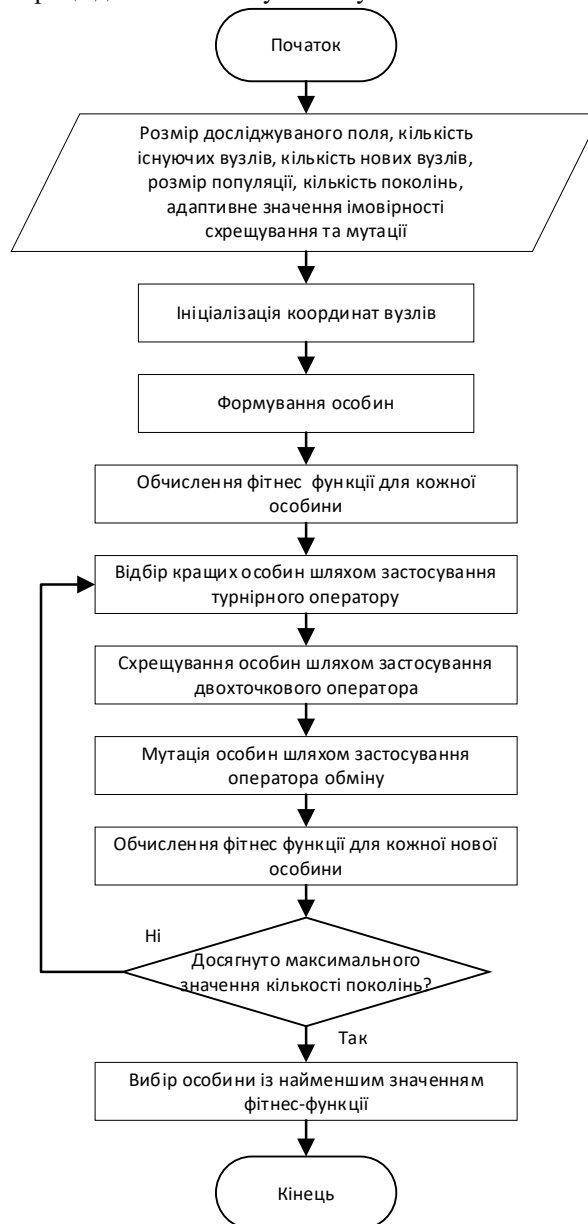 Початок
Розмір досліджуваного поля, кількість
існуючих вузлів, кількість нових вузлів,
розмір популяції, кількість поколінь,
адаптивне значення імовірності
схрещування та мутації
Ініціалізація координат вузлів
Формування особин
Обчислення фітнес функції для кожної
особини
Відбір кращих особин шляхом застосування
турнірного оператору
Схрещування особин шляхом застосування
двохточкового оператора
Мутація особин шляхом застосування
оператора обміну
Обчислення фітнес функції для кожної нової
особини
Ні
Досягнуто максимального
значення кількості поколінь?
Так
Вибір особини із найменшим значенням
фітнес-функції
Кінець